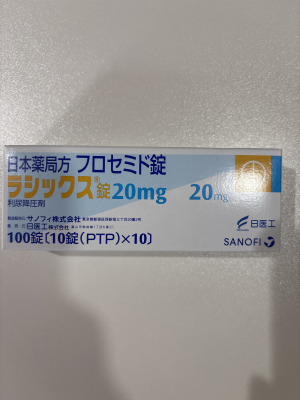 日本薬局方 フロセミド錠
ラシックス®錠20mg 20mg
利尿降圧剤
サノフィ株式会社
日医工株式会社
日医工
SANOFI
100錠〔10錠(PTP)×10〕